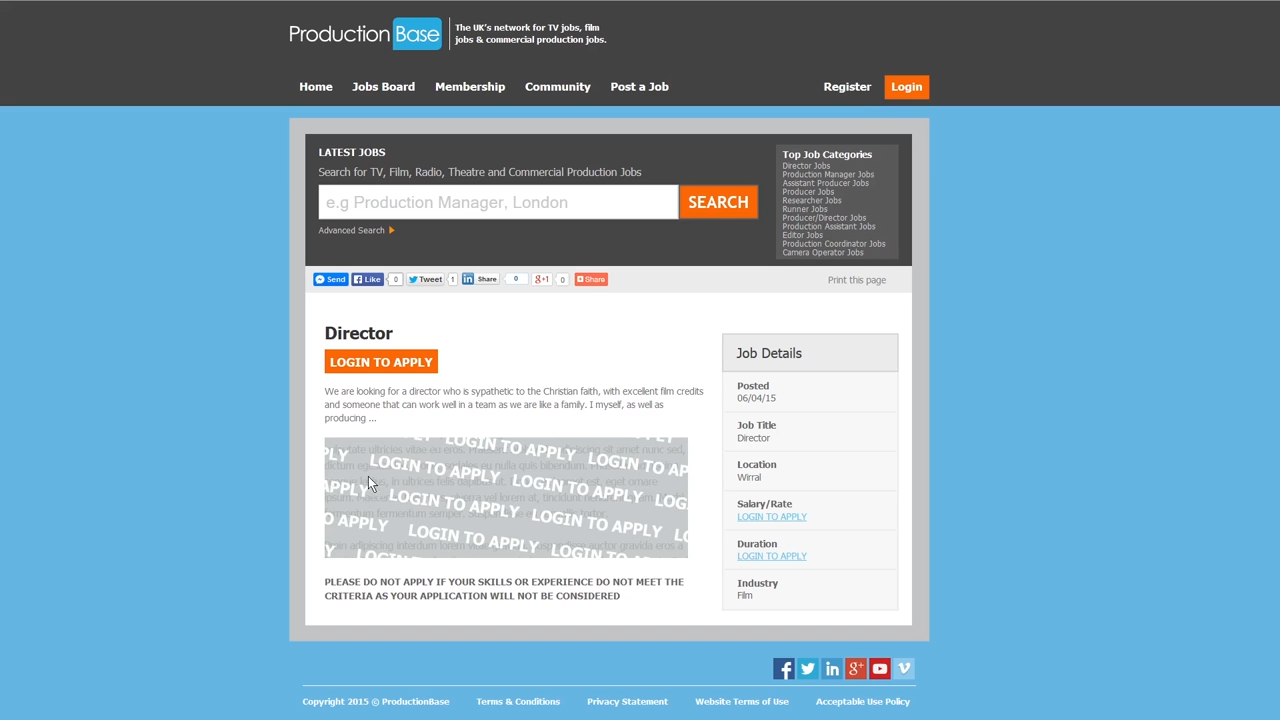 ProductionBase
The UK's network for TV jobs, film
jobs & commercial production jobs.
Home Jobs Board Membership Community Post a Job Register Login
LATEST JOBS
Search for TV, Film, Radio, Theatre and Commercial Production Jobs
e.g Production Manager, London SEARCH
Advanced Search
Top Job Categories
Director Jobs
Production Manager Jobs
Assistant Producer Jobs
Producer Jobs
Researcher Jobs
Runner Jobs
Producer/Director Jobs
Production Assistant Jobs
Editor Jobs
Production Coordinator Jobs
Camera Operator Jobs
Send Like 0 Tweet 1 in Share 0 g+1 0 Share Print this page
Director
LOGIN TO APPLY
We are looking for a director who is sypathetic to the Christian faith, with excellent film credits
and someone that can work well in a team as we are like a family. I myself, as well as
producing ...
LOGIN TO APPLY
LOGIN TO APPLY LOGIN TO AP
LOGIN TO APPLY
LOGIN TO APPLY LOGIN TO APPLY
LOGIN TO APPLY
PLEASE DO NOT APPLY IF YOUR SKILLS OR EXPERIENCE DO NOT MEET THE
CRITERIA AS YOUR APPLICATION WILL NOT BE CONSIDERED
Job Details
Posted
06/04/15
Job Title
Director
Location
Wirral
Salary/Rate
LOGIN TO APPLY
Duration
LOGIN TO APPLY
Industry
Film
Copyright 2015 © ProductionBase Terms & Conditions Privacy Statement Website Terms of Use Acceptable Use Policy